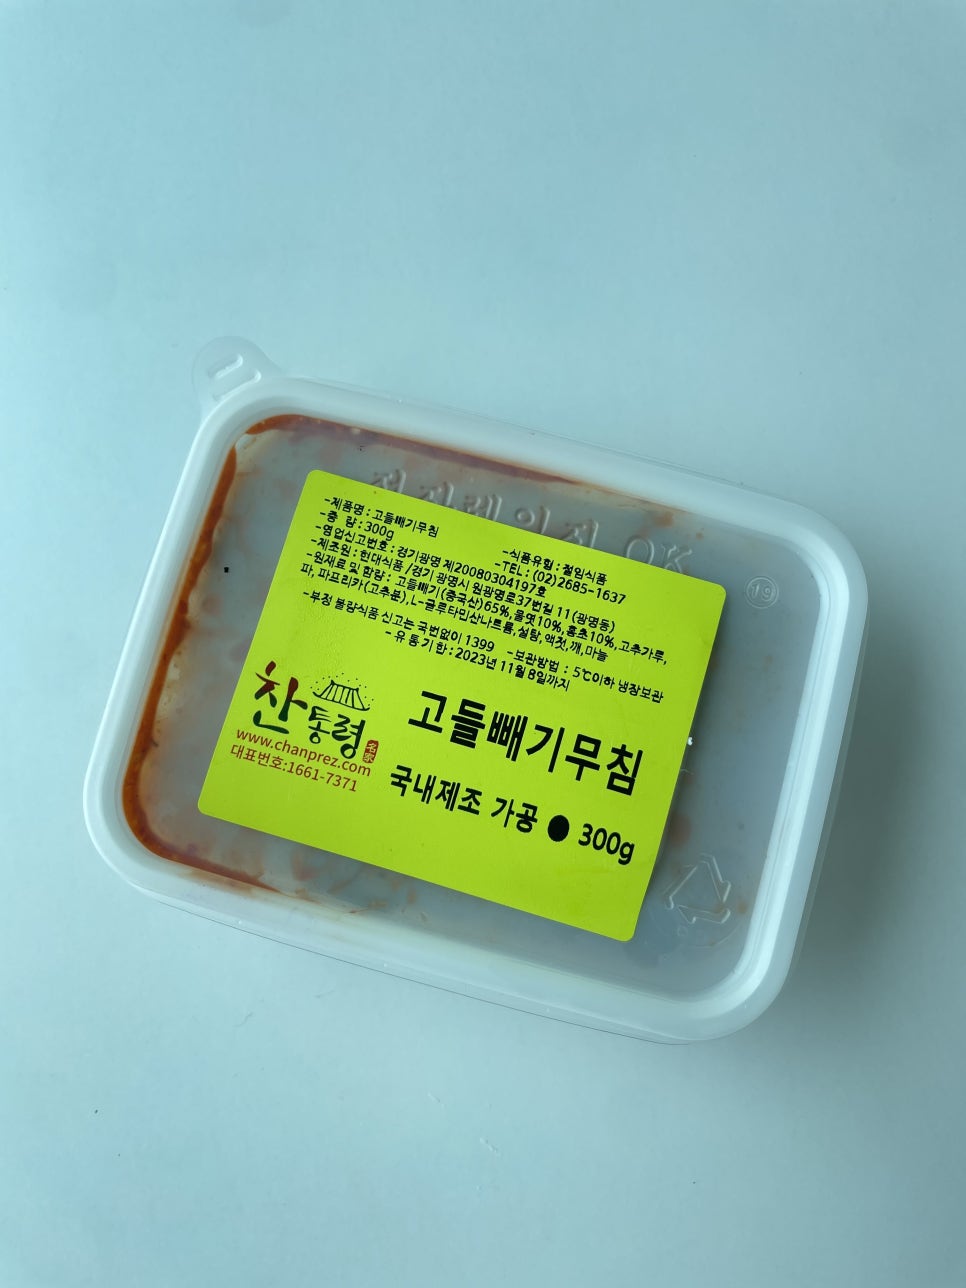 전자레인지 OK
19
-제품명 : 고들빼기무침
-식품유형 : 절임식품
-총 량 : 300g
-TEL : (02) 2685-1637
-영업신고번호 : 경기광명 제20080304197호
-제조원 : 현대식품 /경기 광명시 원광명로37번길 11 (광명동)
-원재료 및 함량 : 고들빼기(중국산)65%,물엿10%,홍초10%,고추가루,
파, 파프리카(고추분),L-글로타민산나트륨,설탕,액젓,깨,마늘
-부정 불량식품 신고는 국번없이 1399 -보관방법 : 5℃이하 냉장보관
-유 통 기 한 : 2023년 11월 8일까지
찬통령
www.chanprez.com
대표번호:1661-7371
고들빼기무침
국내제조 가공 ● 300g